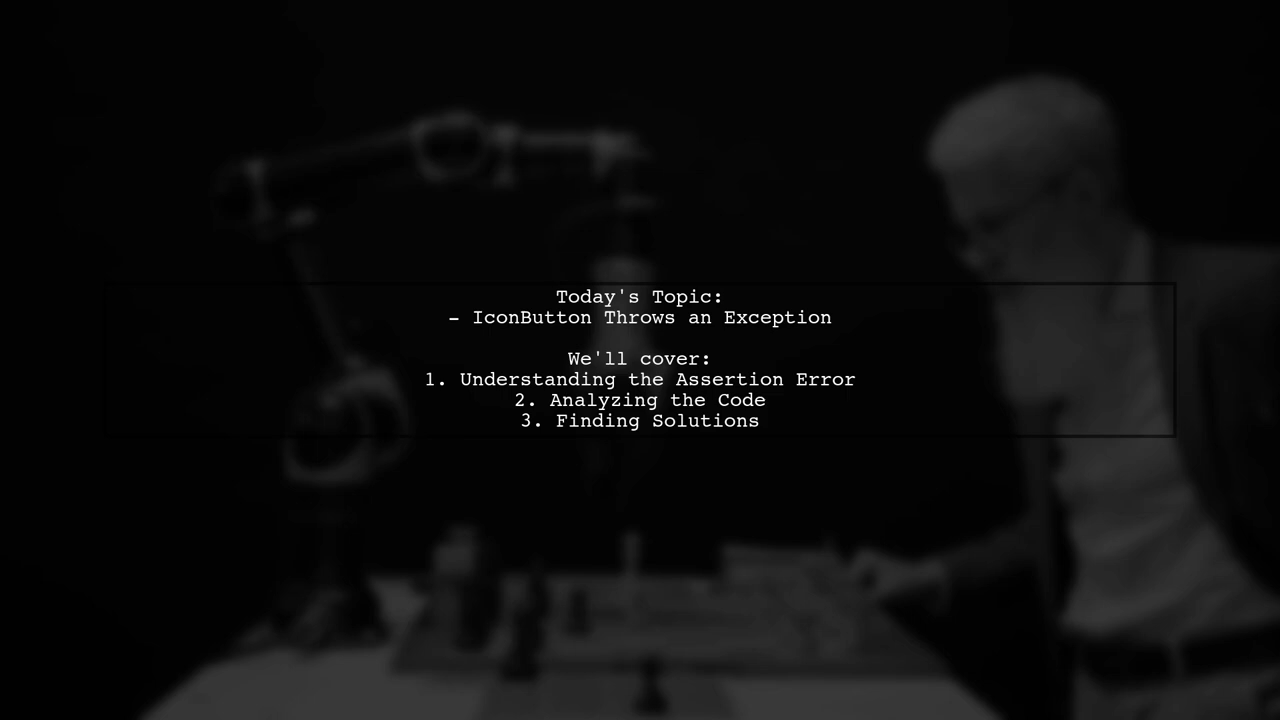 Today's Topic:
- IconButton Throws an Exception
We'll cover:
1. Understanding the Assertion Error
2. Analyzing the Code
3. Finding Solutions